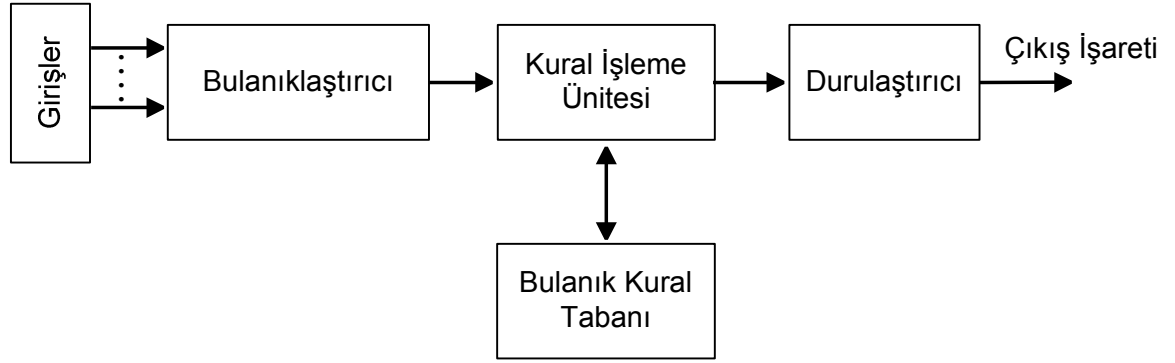 Girişler
Bulanıklaştırıcı
Kural İşleme
Ünitesi
Durulaştırıcı
Çıkış İşareti
Bulanık Kural
Tabanı